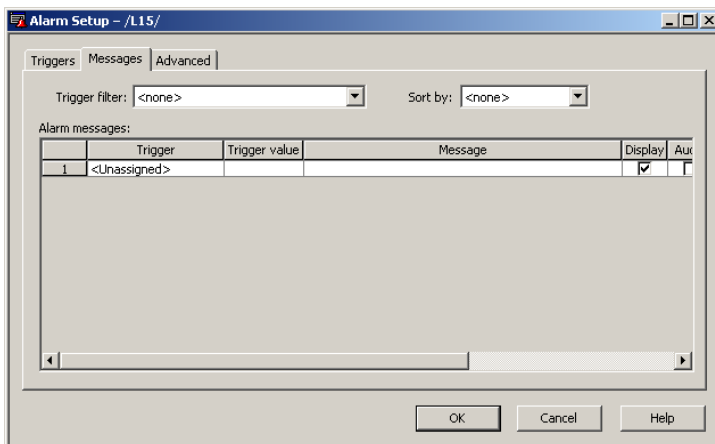 Alarm Setup – /L15/
Triggers Messages Advanced
Trigger filter: <none> Sort by: <none>
Alarm messages:
Trigger Trigger value Message Display Aud
1 <Unassigned>
OK Cancel Help